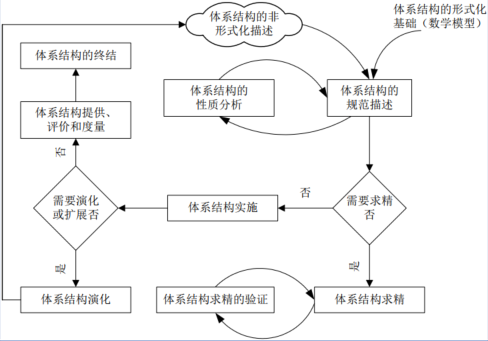 体系结构的非
形式化描述
体系结构的形式化
基础（数学模型）
体系结构的终结
体系结构的
性质分析
体系结构的
规范描述
体系结构提供、
评价和度量
否
需要演化
或扩展否
体系结构实施
否
需要求精
否
是
是
体系结构演化
体系结构求精的验证
体系结构求精